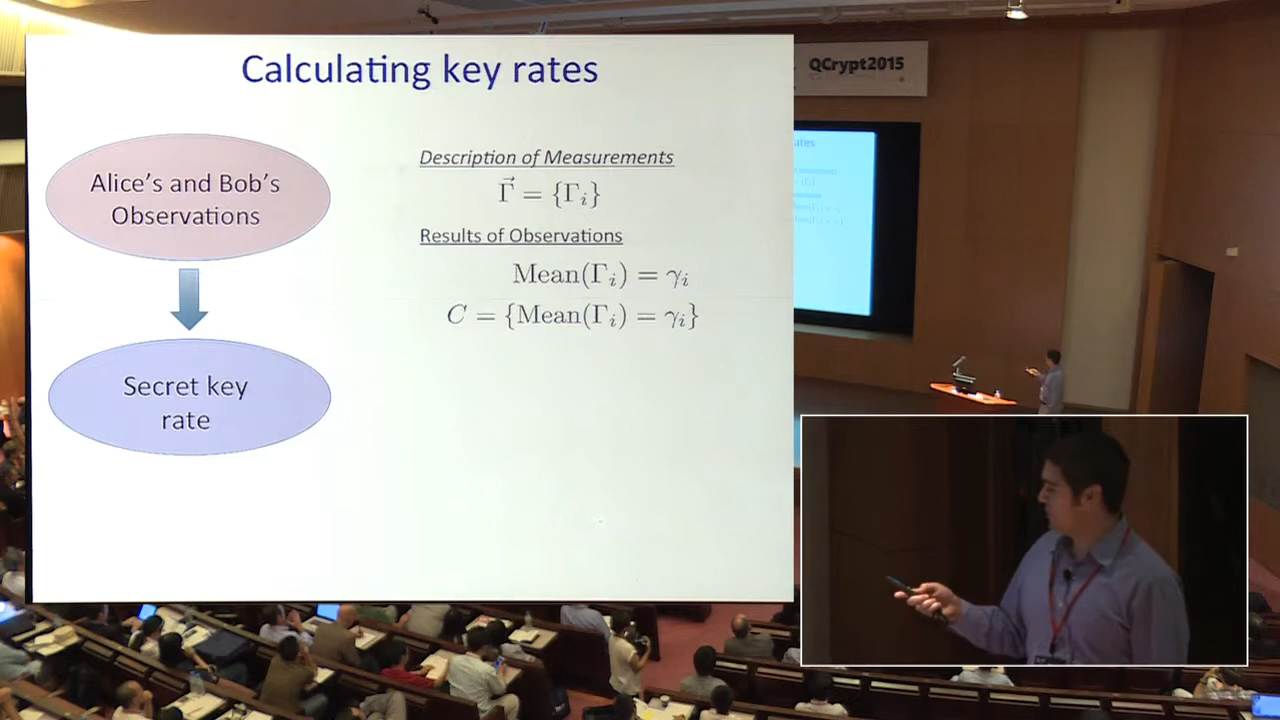 Calculating key rates
Alice's and Bob's
Observations
Secret key
rate
Description of Measurements
Γ⃗ = {Γᵢ}
Results of Observations
Mean(Γᵢ) = γᵢ
C = {Mean(Γᵢ) = γᵢ}
QCrypt2015